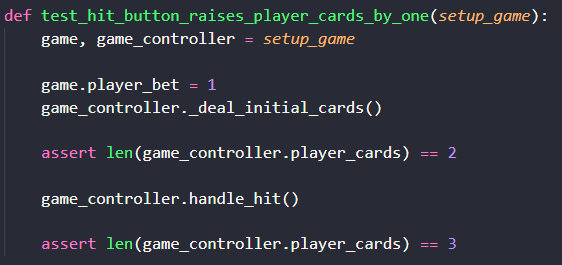 def test_hit_button_raises_player_cards_by_one(setup_game):
    game, game_controller = setup_game
    game.player_bet = 1
    game_controller._deal_initial_cards()
    assert len(game_controller.player_cards) == 2
    game_controller.handle_hit()
    assert len(game_controller.player_cards) == 3